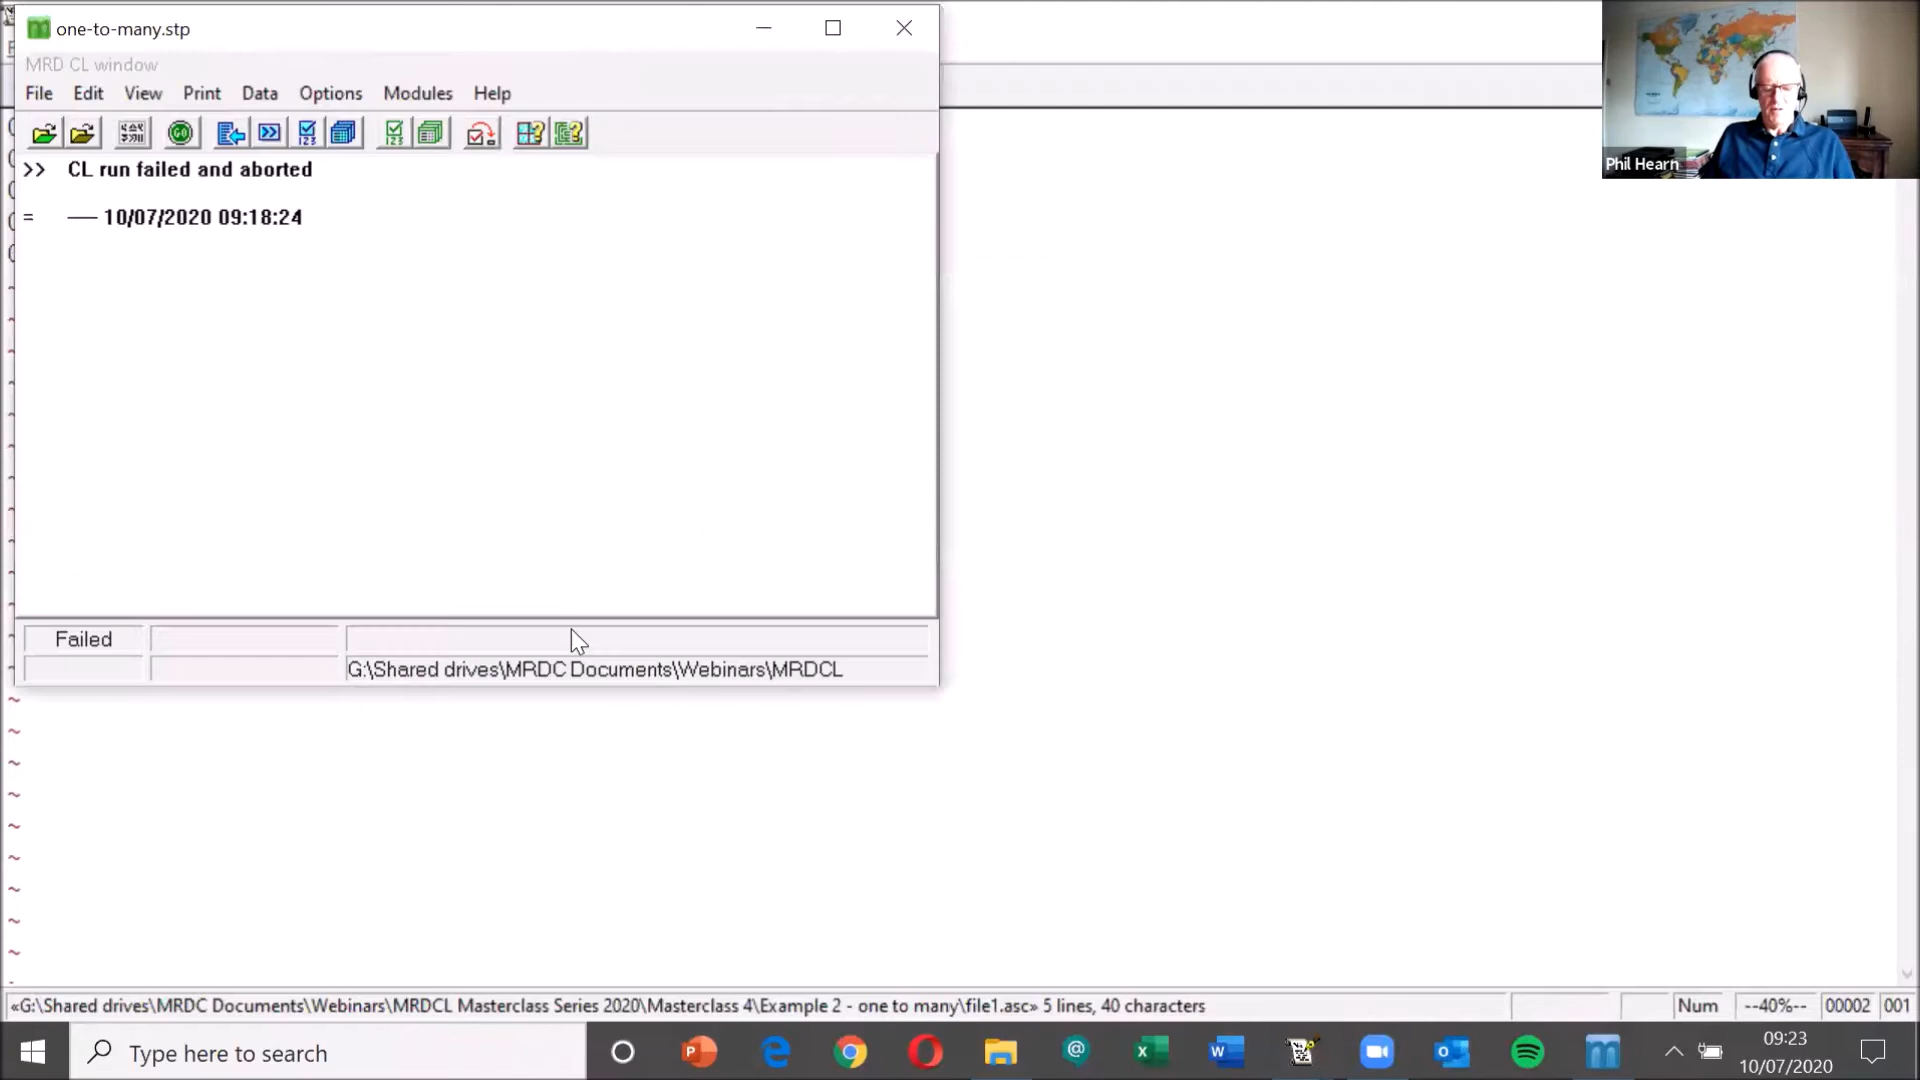 one-to-many.stp
MRD CL window
File Edit View Print Data Options Modules Help
>> CL run failed and aborted
= — 10/07/2020 09:18:24
Failed
G:\Shared drives\MRDC Documents\Webinars\MRDCL
Phil Hearn
~
~
~
~
~
~
~
~
~
«G:\Shared drives\MRDC Documents\Webinars\MRDCL Masterclass Series 2020\Masterclass 4\Example 2 - one to many\file1.asc» 5 lines, 40 characters Num --40%-- 00002 001
Type here to search
09:23
10/07/2020